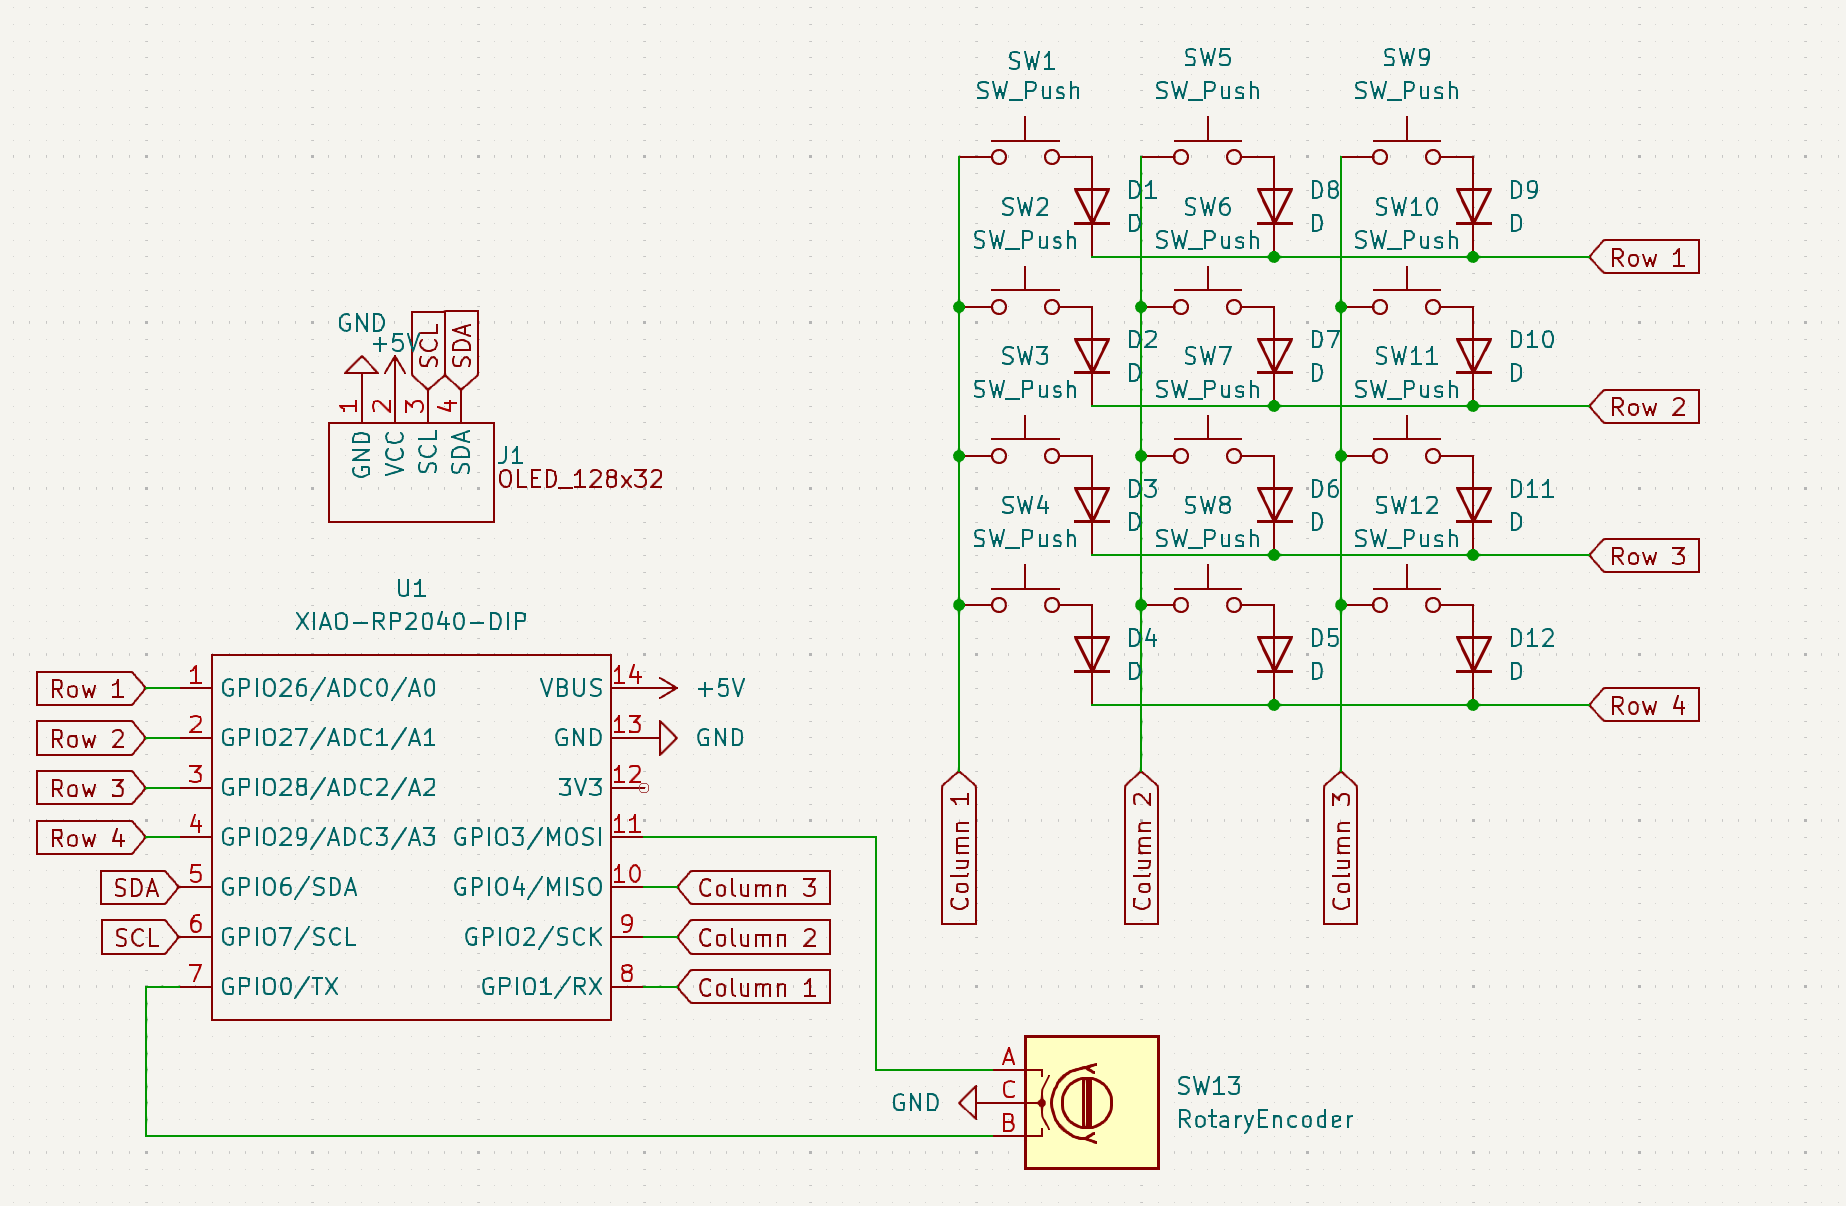 SW1
SW_Push
SW5
SW_Push
SW9
SW_Push
D1
D
D8
D
D9
D
SW2
SW_Push
SW6
SW_Push
SW10
SW_Push
Row 1
D2
D
D7
D
D10
D
SW3
SW_Push
SW7
SW_Push
SW11
SW_Push
Row 2
D3
D
D6
D
D11
D
SW4
SW_Push
SW8
SW_Push
SW12
SW_Push
Row 3
D4
D
D5
D
D12
D
Row 4
Column 1
Column 2
Column 3
GND
+5V
SCL
SDA
1
2
3
4
GND
VCC
SCL
SDA
J1
OLED_128x32
U1
XIAO-RP2040-DIP
Row 1
1
GPIO26/ADC0/A0
VBUS
14
+5V
Row 2
2
GPIO27/ADC1/A1
GND
13
GND
Row 3
3
GPIO28/ADC2/A2
3V3
12
Row 4
4
GPIO29/ADC3/A3
GPIO3/MOSI
11
SDA
5
GPIO6/SDA
GPIO4/MISO
10
Column 3
SCL
6
GPIO7/SCL
GPIO2/SCK
9
Column 2
7
GPIO0/TX
GPIO1/RX
8
Column 1
A
C
B
GND
SW13
RotaryEncoder